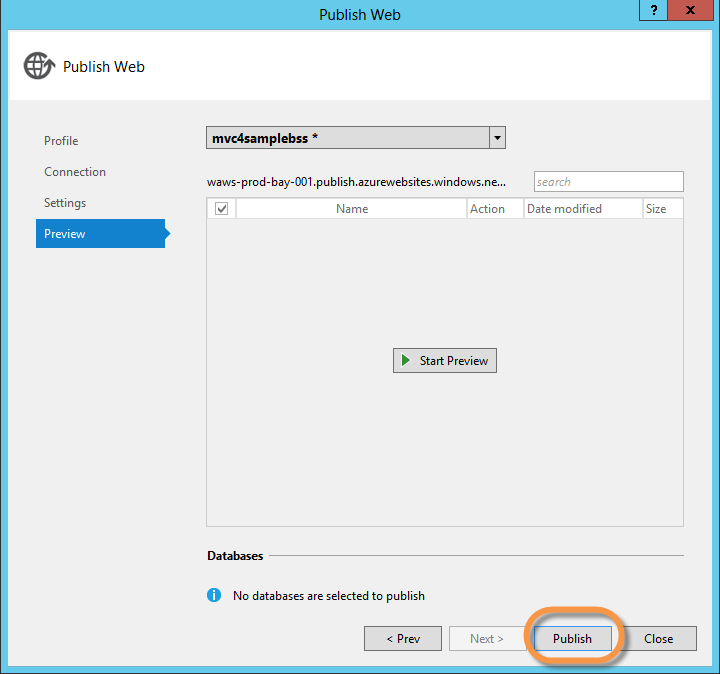 Publish Web
?
x
Publish Web
Profile
Connection
Settings
Preview
mvc4samplebss *
waws-prod-bay-001.publish.azurewebsites.windows.ne...
search
Name Action Date modified Size
Start Preview
Databases
No databases are selected to publish
< Prev Next > Publish Close